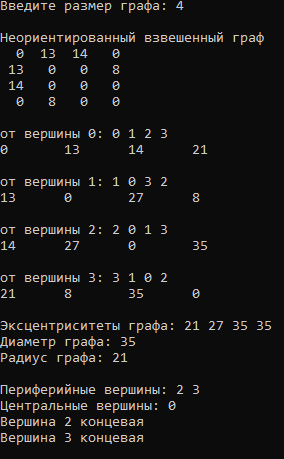 Введите размер графа: 4
Неориентированный взвешенный граф
0 13 14 0
13 0 0 8
14 0 0 0
0 8 0 0
от вершины 0: 0 1 2 3
0 13 14 21
от вершины 1: 1 0 3 2
13 0 27 8
от вершины 2: 2 0 1 3
14 27 0 35
от вершины 3: 3 1 0 2
21 8 35 0
Эксцентриситеты графа: 21 27 35 35
Диаметр графа: 35
Радиус графа: 21
Периферийные вершины: 2 3
Центральные вершины: 0
Вершина 2 концевая
Вершина 3 концевая